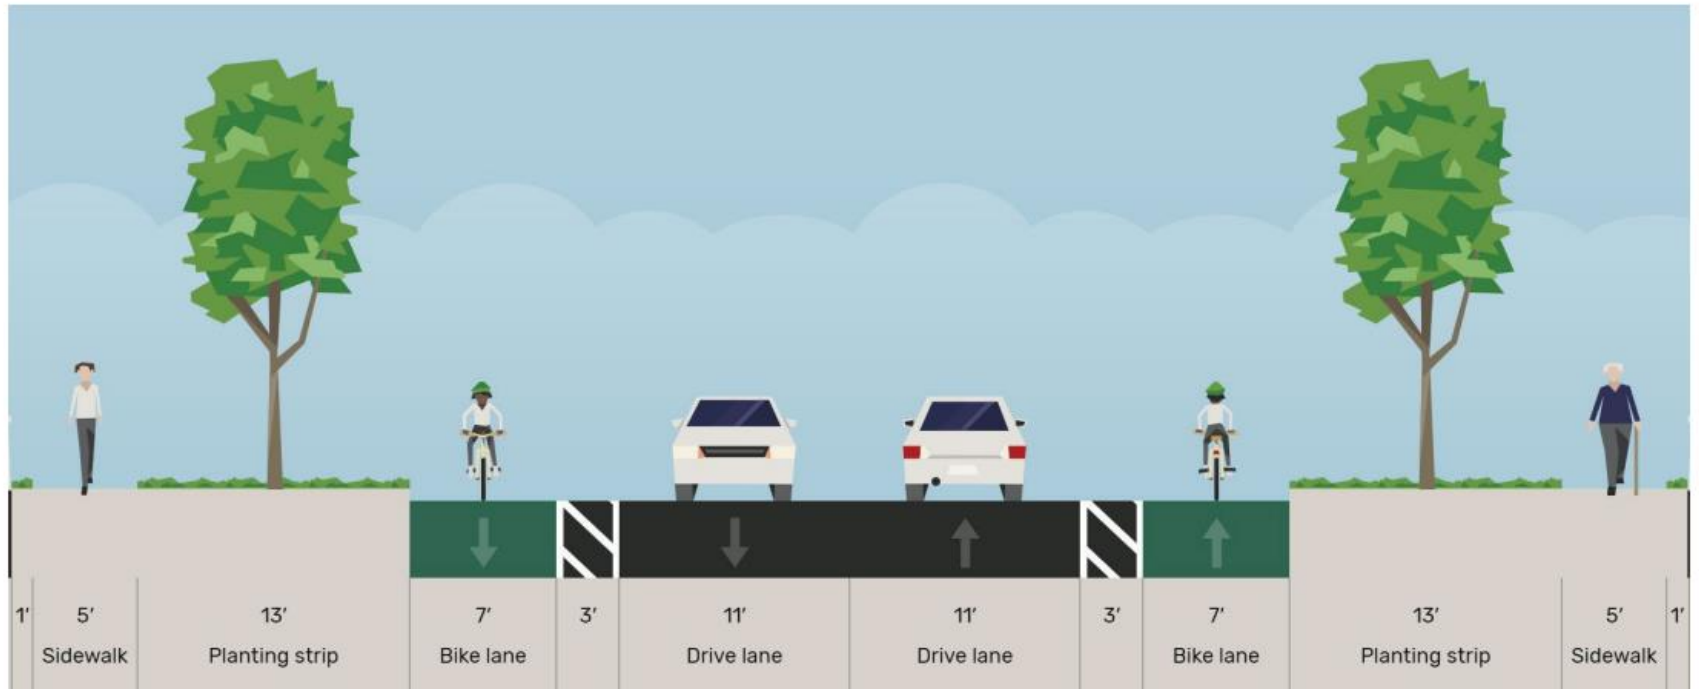 1′ 5′ 13′ 7′ 3′ 11′ 11′ 3′ 7′ 13′ 5′ 1′
Sidewalk Planting strip Bike lane Drive lane Drive lane Bike lane Planting strip Sidewalk